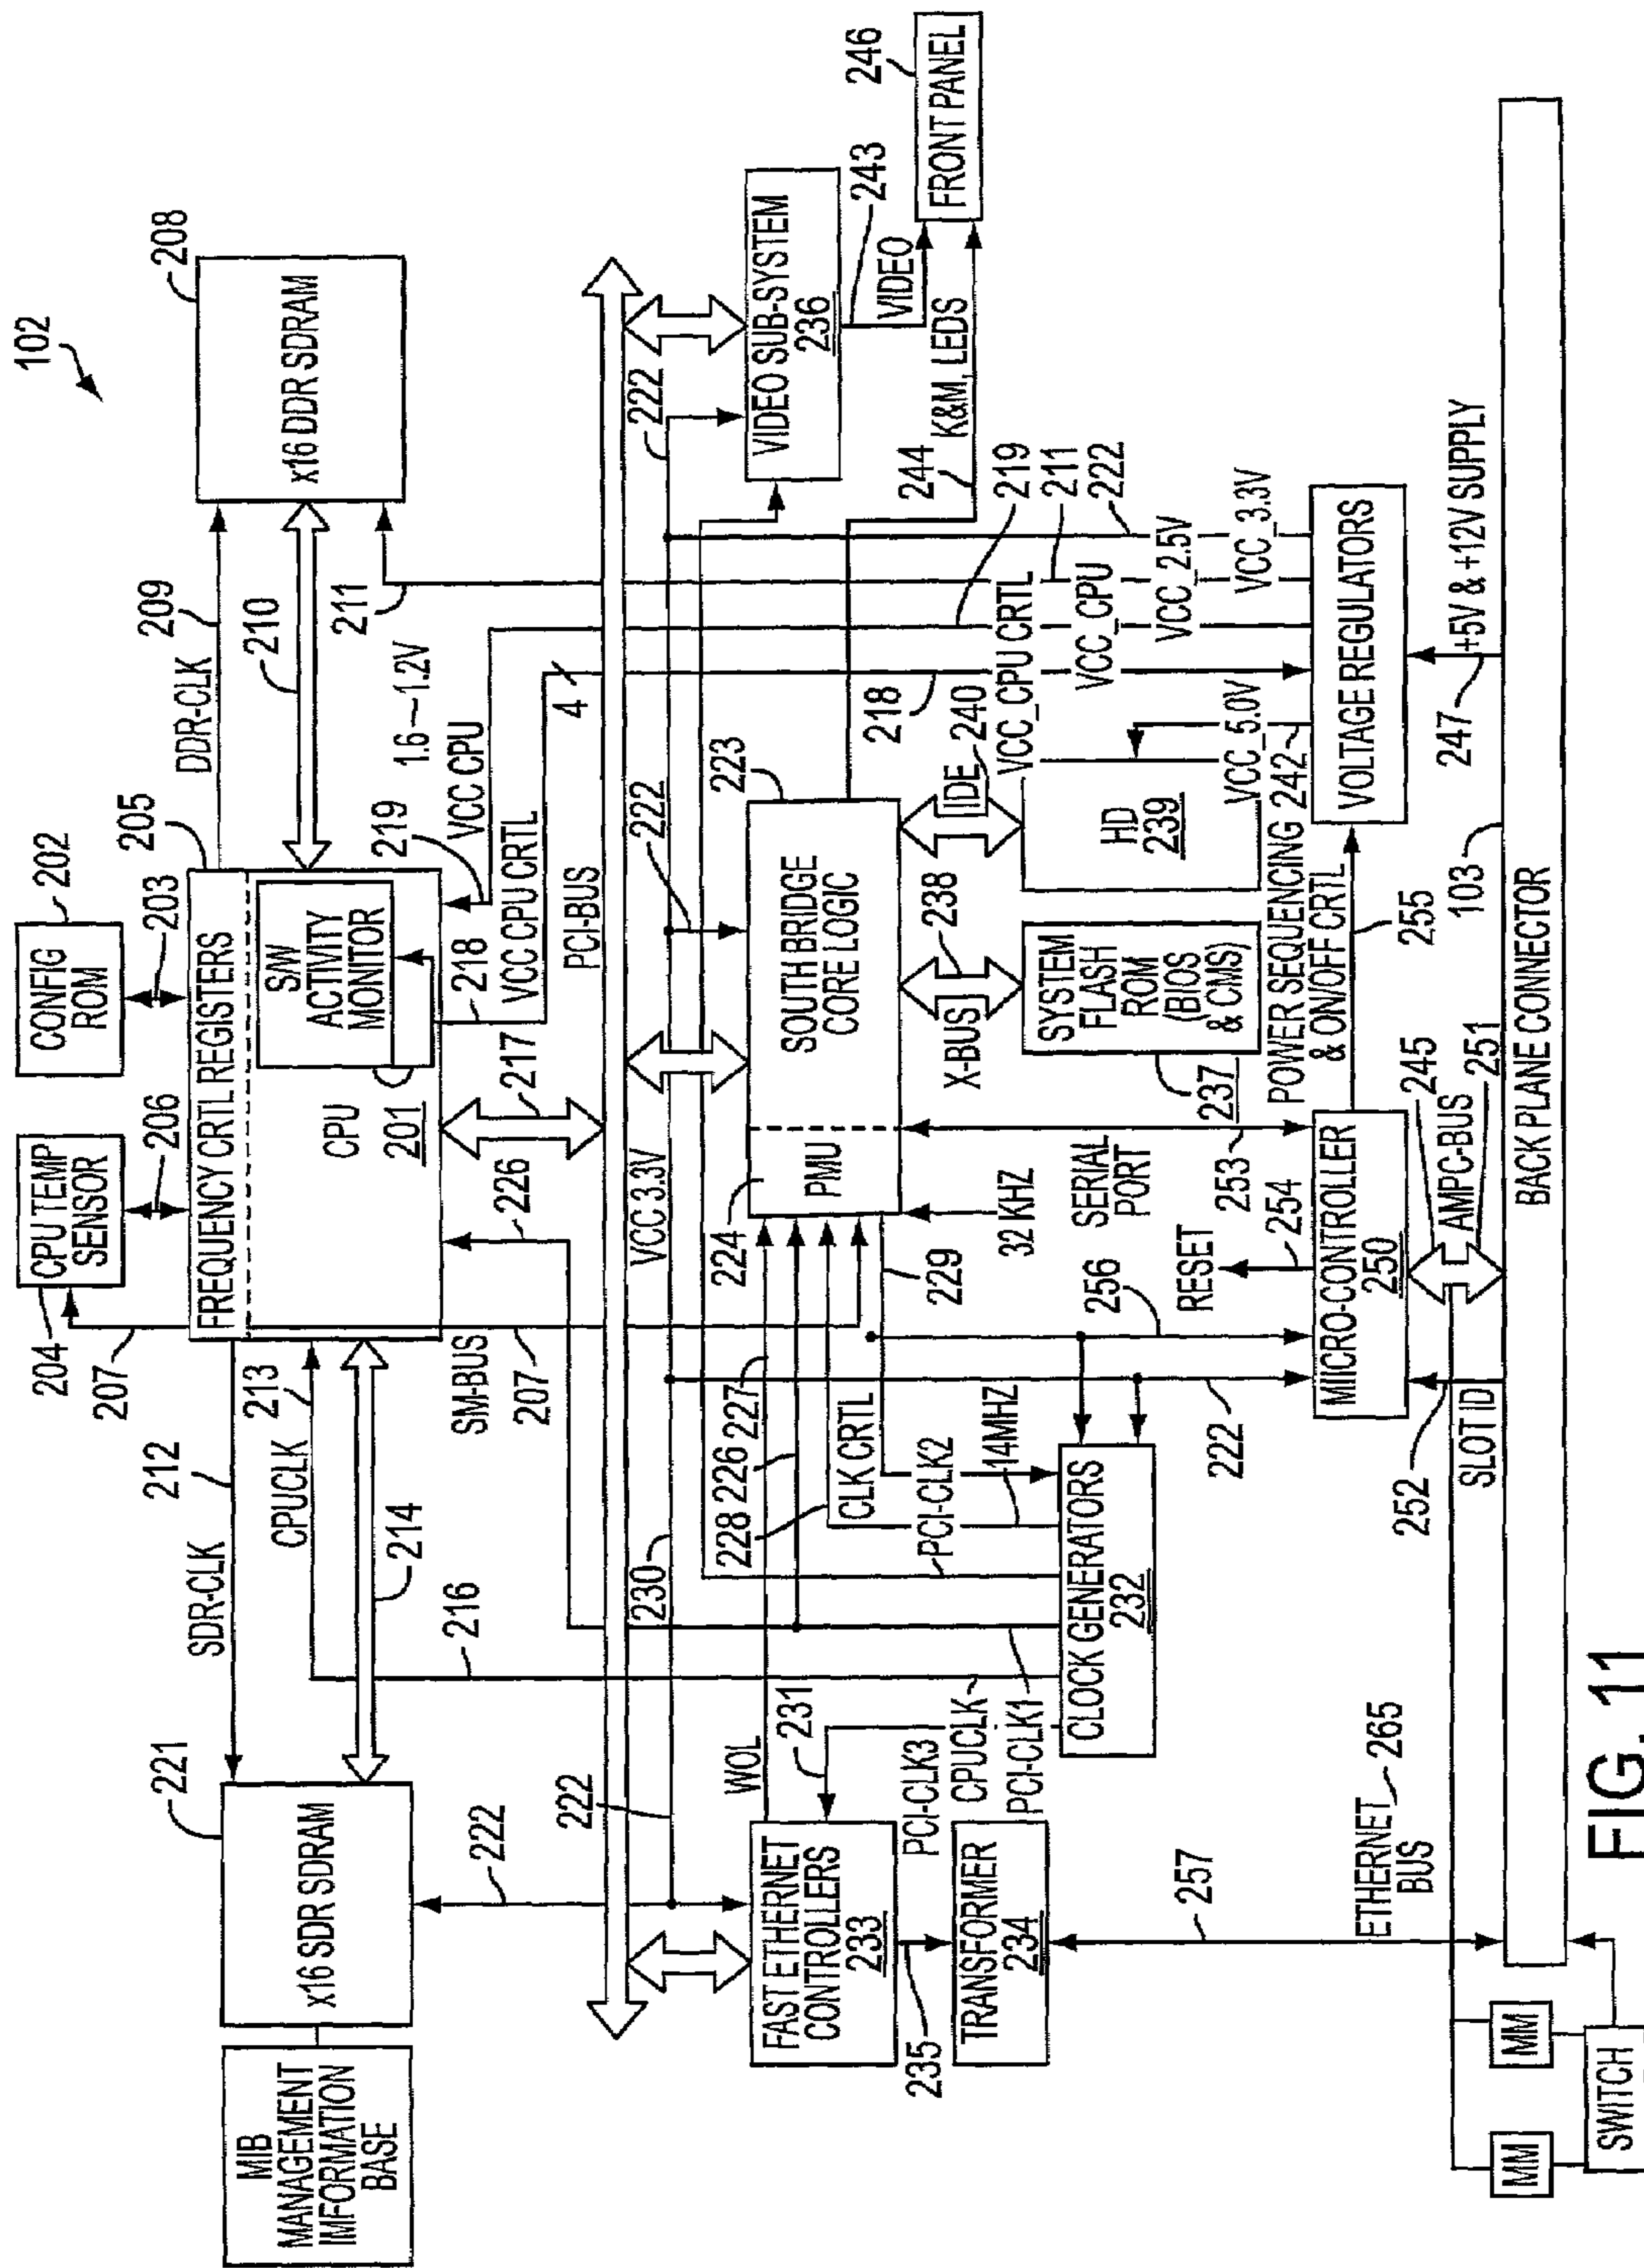 102
CONFIG
ROM
202
203
205
CPU TEMP
SENSOR
206
204
207
MIB
MANAGEMENT
IMFORMATION
BASE
221
x16 SDR SDRAM
SDR-CLK
212
CPUCLK
213
214
216
FREQUENCY CRTL REGISTERS
S/W
ACTIVITY
MONITOR
CPU
201
DDR-CLK
209
210
211
208
x16 DDR SDRAM
1.6-1.2V
219
VCC CPU
218
VCC CPU CRTL
4
217
226
SM-BUS
207
PCI-BUS
222
222
230
VCC 3.3V
222
222
WOL
227
226
228
CLK CRTL
PCI-CLK2
14MHZ
229
32 KHZ
224
PMU
223
SOUTH BRIDGE
CORE LOGIC
VIDEO SUB-SYSTEM
236
243
VIDEO
246
FRONT PANEL
244
K&M, LEDS
FAST ETHERNET
CONTROLLERS
233
231
PCI-CLK3
CPUCLK
PCI-CLK1
235
TRANSFORMER
234
CLOCK GENERATORS
232
X-BUS
238
IDE
240
SYSTEM
FLASH
ROM
(BIOS
& CMS)
237
HD
239
VCC_CPU CRTL
VCC_CPU
VCC_2.5V
VCC_3.3V
VCC_5.0V
218
219
211
222
242
SERIAL
PORT
253
256
RESET
254
222
MIICRO-CONTROLLER
250
POWER SEQUENCING
& ON/OFF CRTL
255
VOLTAGE REGULATORS
257
ETHERNET
BUS
265
SLOT ID
252
245
AMPC-BUS
251
247
+5V & +12V SUPPLY
103
BACK PLANE CONNECTOR
MM
MM
SWITCH
FIG. 11